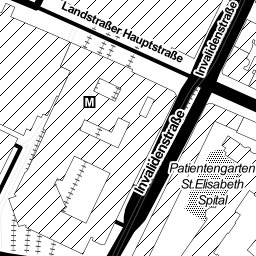 Landstraßer Hauptstraße
Invalidenstraße
M
Invalidenstraße
Patientengarten
St.Elisabeth
Spital